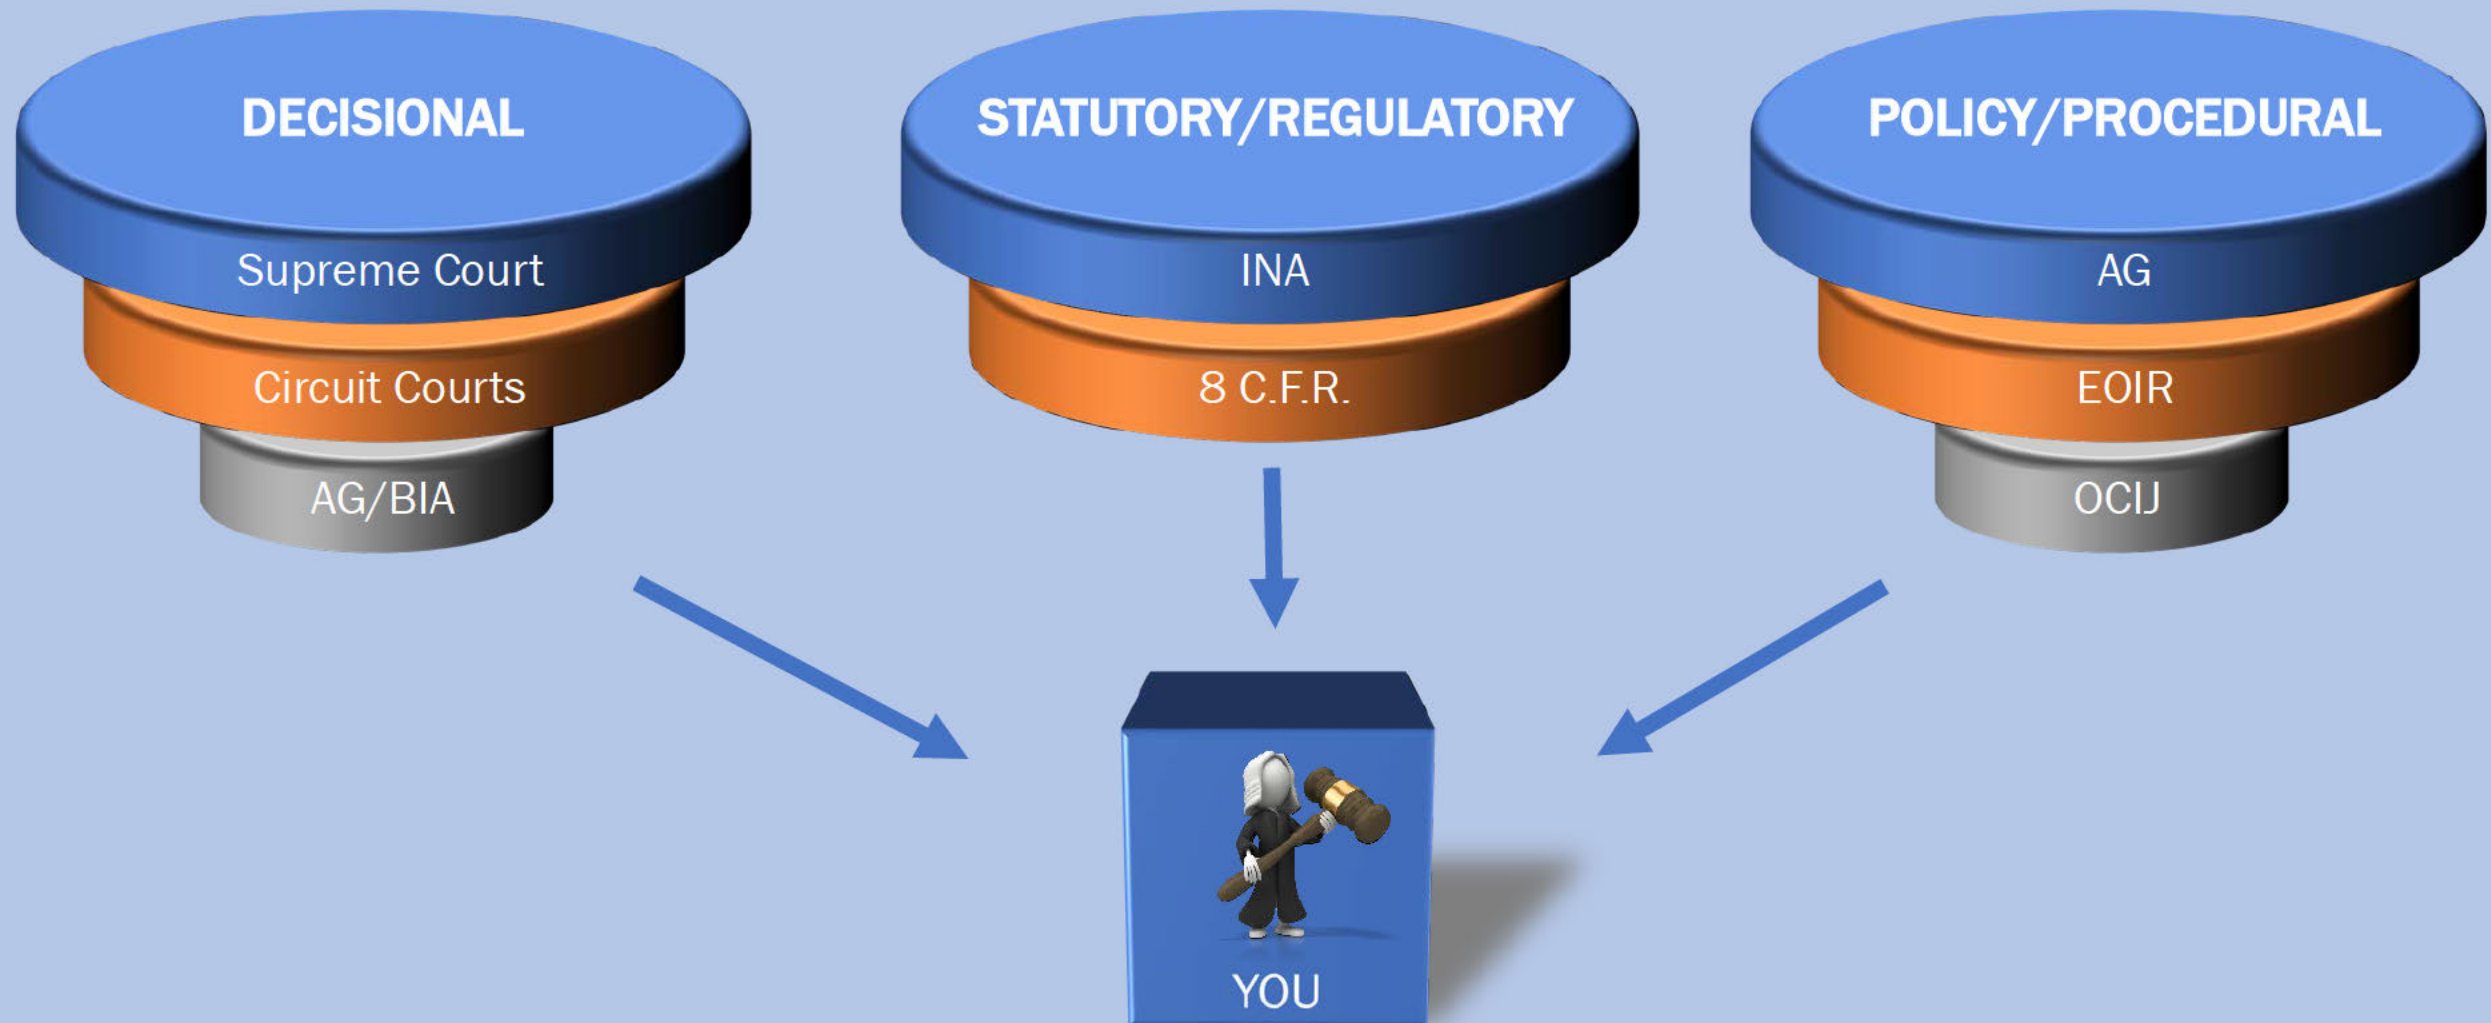 DECISIONAL
Supreme Court
Circuit Courts
AG/BIA
STATUTORY/REGULATORY
INA
8 C.F.R.
POLICY/PROCEDURAL
AG
EOIR
OCIJ
YOU